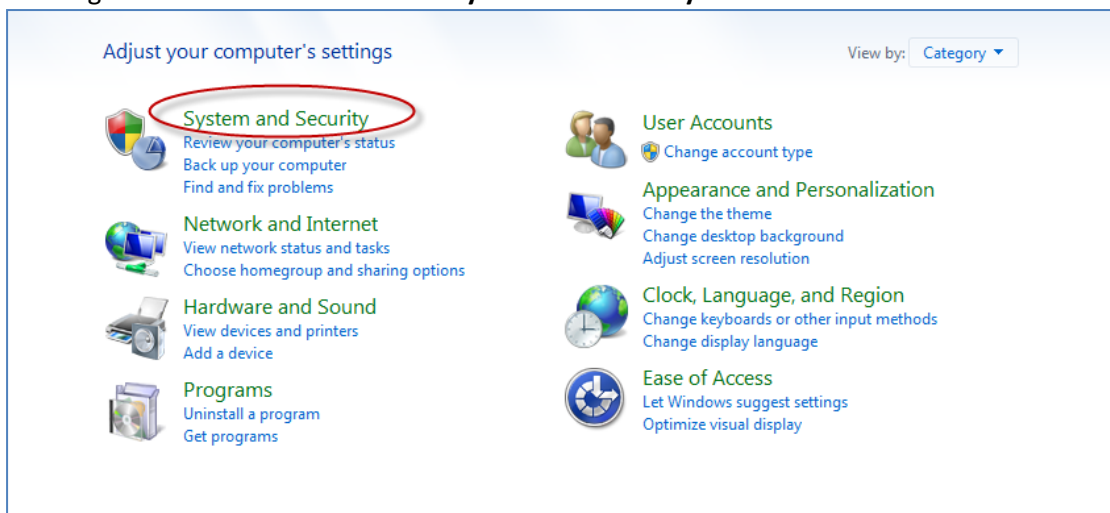 Adjust your computer's settings
View by: Category
System and Security
Review your computer's status
Back up your computer
Find and fix problems
Network and Internet
View network status and tasks
Choose homegroup and sharing options
Hardware and Sound
View devices and printers
Add a device
Programs
Uninstall a program
Get programs
User Accounts
Change account type
Appearance and Personalization
Change the theme
Change desktop background
Adjust screen resolution
Clock, Language, and Region
Change keyboards or other input methods
Change display language
Ease of Access
Let Windows suggest settings
Optimize visual display